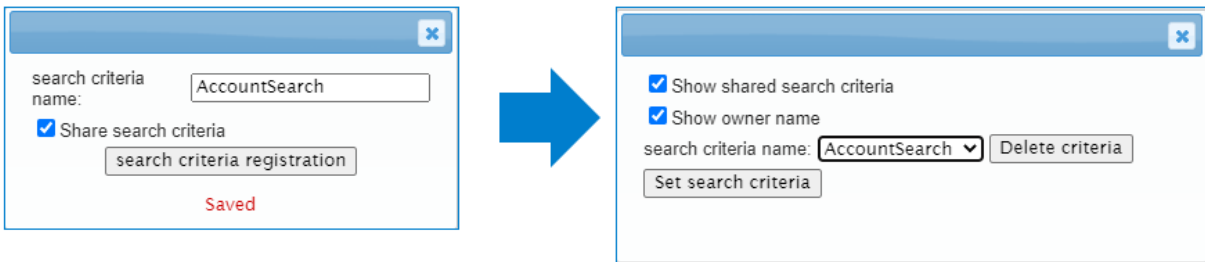 search criteria
name:
AccountSearch
Share search criteria
search criteria registration
Saved
Show shared search criteria
Show owner name
search criteria name: AccountSearch Delete criteria
Set search criteria